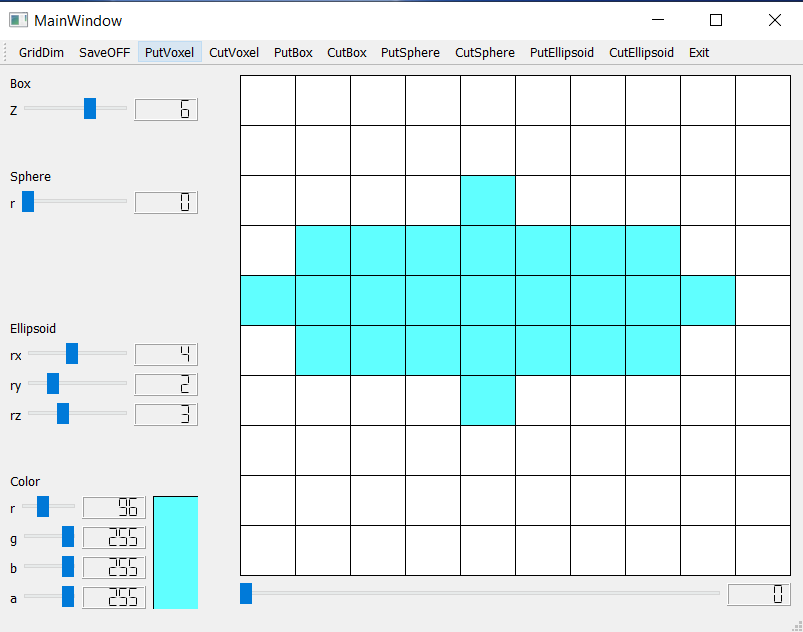 MainWindow
GridDim SaveOFF PutVoxel CutVoxel PutBox CutBox PutSphere CutSphere PutEllipsoid CutEllipsoid Exit
Box
Z 6
Sphere
r 0
Ellipsoid
rx 4
ry 2
rz 3
Color
r 96
g 255
b 255
a 255
0